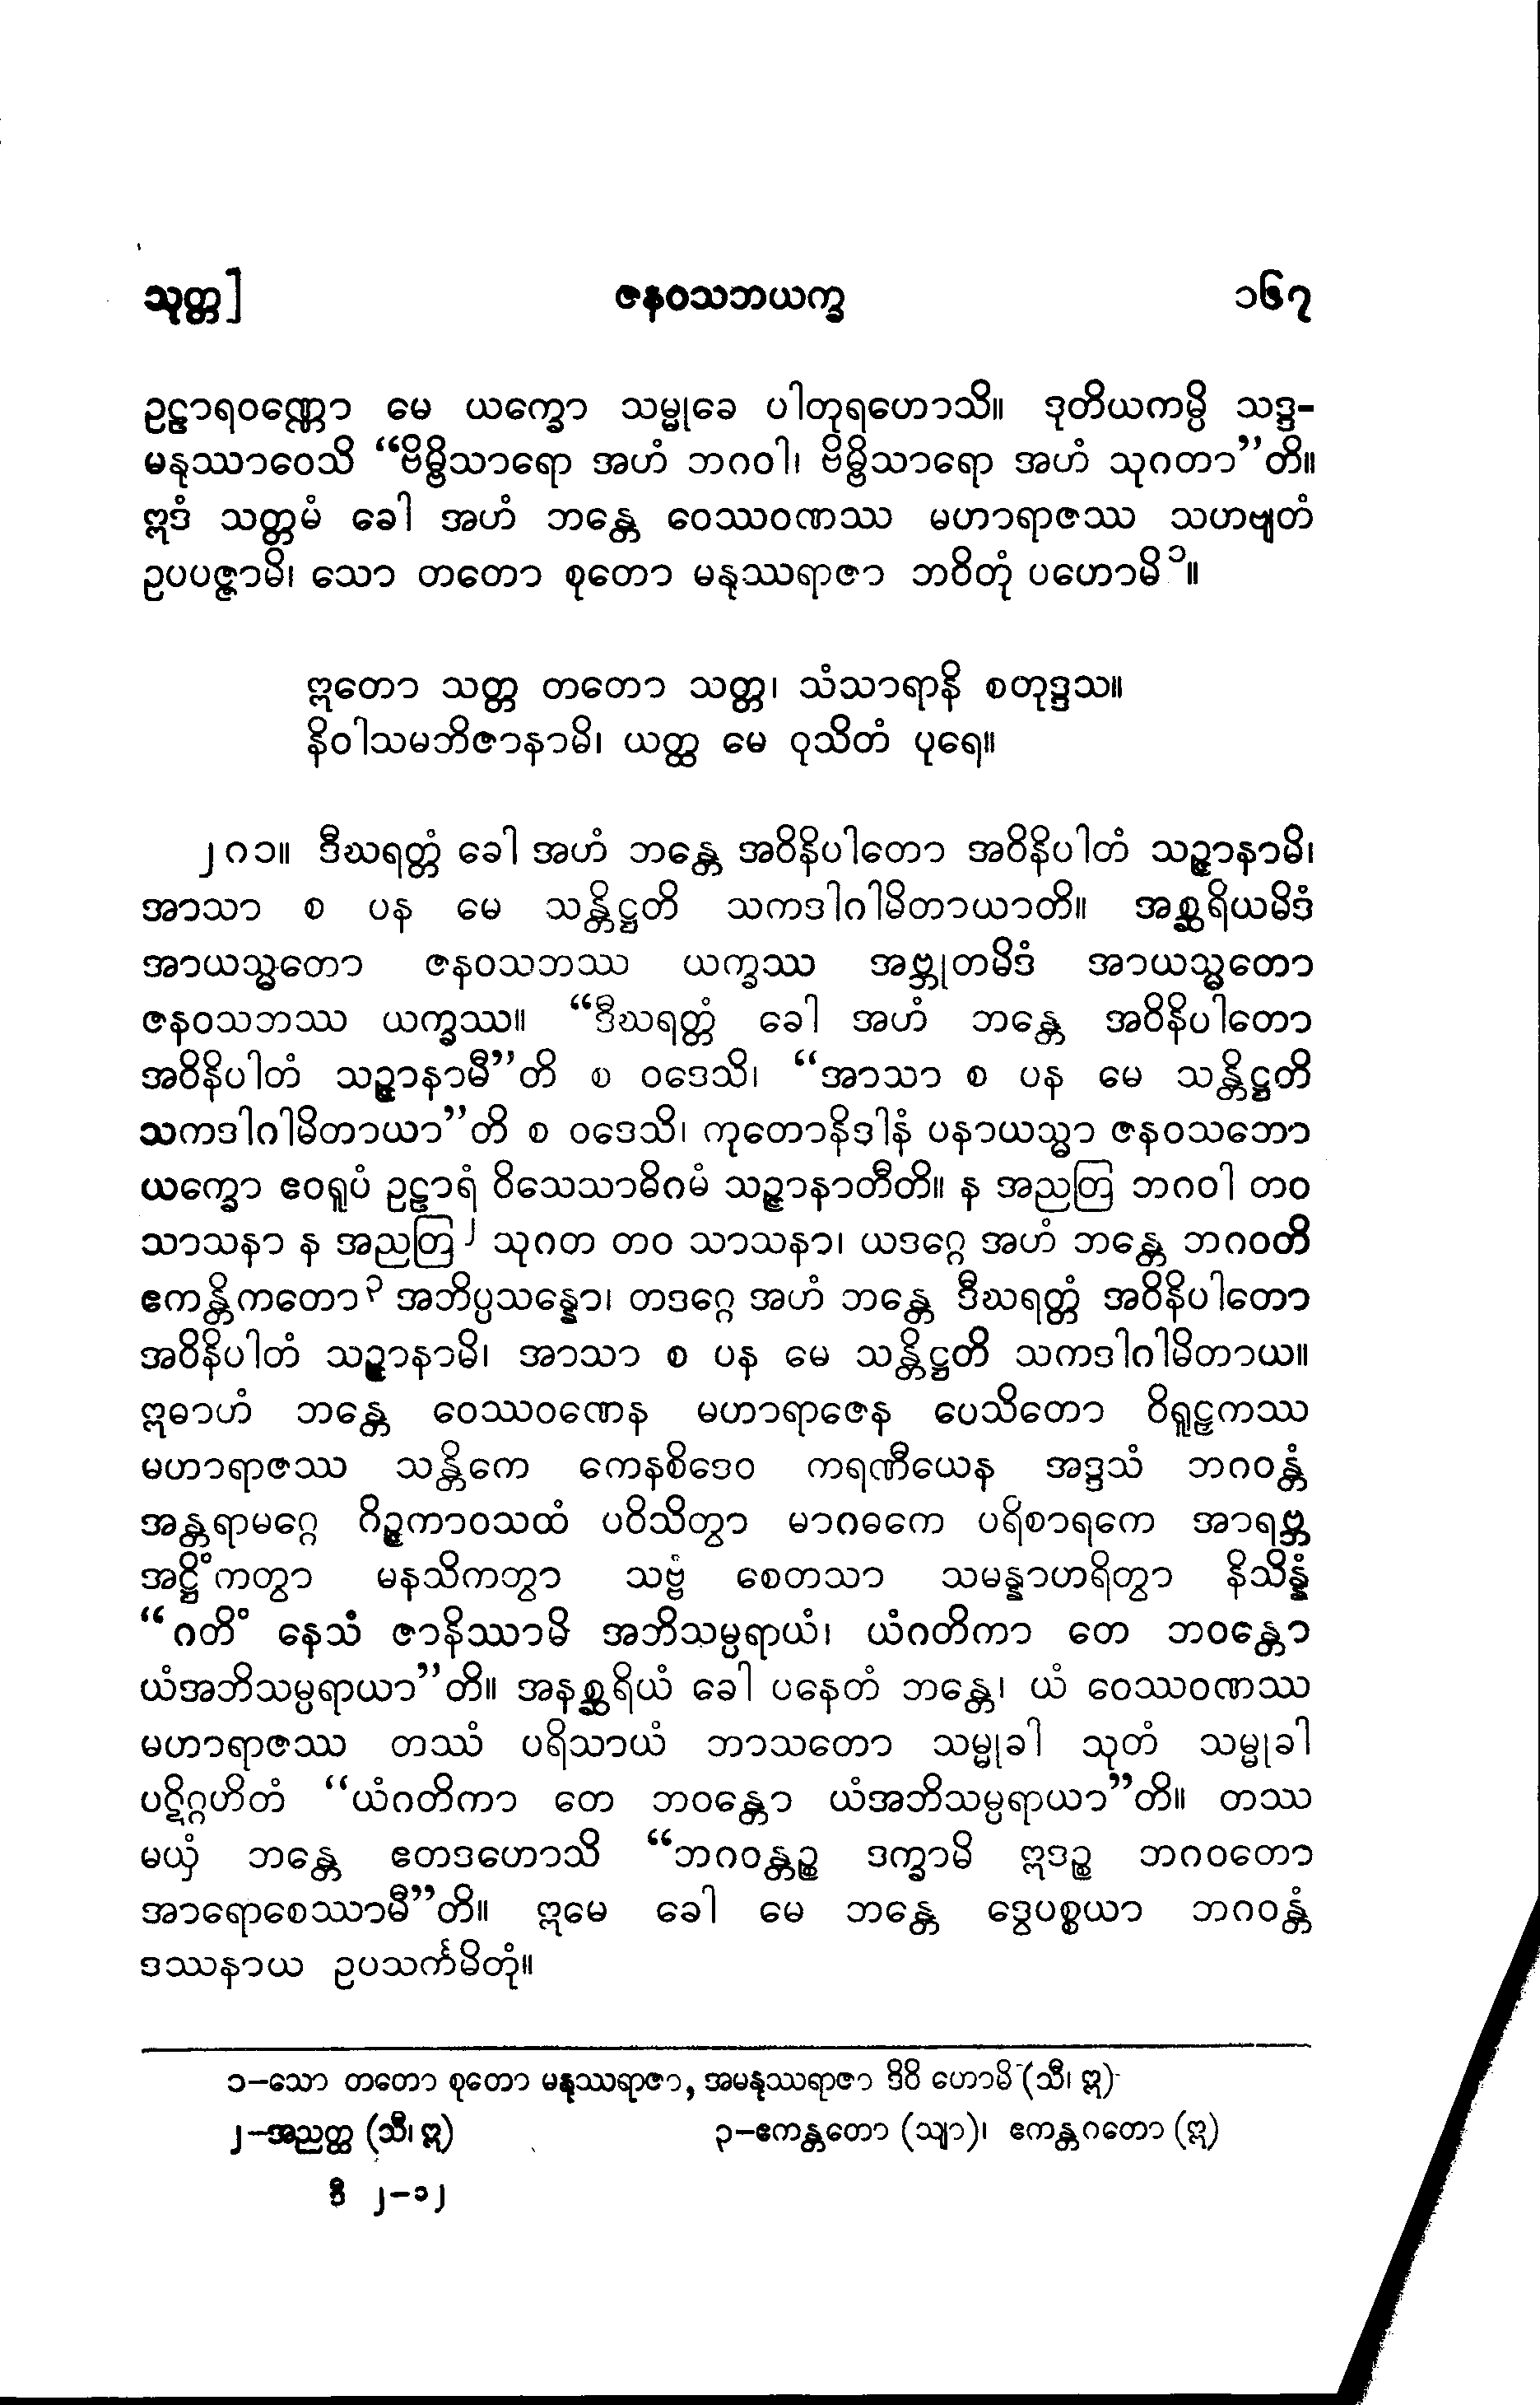 သုတ္တ] ဇနဝသဘယက္ခ ၁၆၇
ဥဠာရဝဏ္ဏော မေ ယက္ခော သမ္မုခေ ပါတုရဟောသိ။ ဒုတိယကမ္ပိ သဒ္ဒ-
မနုဿာဝေသိ “ဗိမ္ဗိသာရော အဟံ ဘဂဝါ၊ ဗိမ္ဗိသာရော အဟံ သုဂတာ”တိ။
ဣဒံ သတ္တမံ ခေါ အဟံ ဘန္တေ ဝေဿဝဏဿ မဟာရာဇဿ သဟဗျတံ
ဥပပဇ္ဇာမိ၊ သော တတော စုတော မနုဿရာဇာ ဘဝိတုံ ပဟောမိ ၁။
ဣတော သတ္တ တတော သတ္တ၊ သံသာရာနိ စတုဒ္ဒသ။
နိဝါသမဘိဇာနာမိ၊ ယတ္ထ မေ ဝုသိတံ ပုရေ။
၂၈၁။ ဒီဃရတ္တံ ခေါ အဟံ ဘန္တေ အဝိနိပါတော အဝိနိပါတံ သဉ္ဇာနာမိ၊
အာသာ စ ပန မေ သန္တိဋ္ဌတိ သကဒါဂါမိတာယာတိ။ အစ္ဆရိယမိဒံ
အာယသ္မတော ဇနဝသဘဿ ယက္ခဿ အဗ္ဘုတမိဒံ အာယသ္မတော
ဇနဝသဘဿ ယက္ခဿ။ “ဒီဃရတ္တံ ခေါ အဟံ ဘန္တေ အဝိနိပါတော
အဝိနိပါတံ သဉ္ဇာနာမီ”တိ စ ဝဒေသိ၊ “အာသာ စ ပန မေ သန္တိဋ္ဌတိ
သကဒါဂါမိတာယာ”တိ စ ဝဒေသိ၊ ကုတောနိဒါနံ ပနာယသ္မာ ဇနဝသဘော
ယက္ခော ဧဝရူပံ ဥဠာရံ ဝိသေသာဓိဂမံ သဉ္ဇာနာတီတိ။ န အညတြ ဘဂဝါ တဝ
သာသနာ န အညတြ ၂ သုဂတ တဝ သာသနာ၊ ယဒဂ္ဂေ အဟံ ဘန္တေ ဘဂဝတိ
ဧကန္တိကတော ၃ အဘိပ္ပသန္နော၊ တဒဂ္ဂေ အဟံ ဘန္တေ ဒီဃရတ္တံ အဝိနိပါတော
အဝိနိပါတံ သဉ္ဇာနာမိ၊ အာသာ စ ပန မေ သန္တိဋ္ဌတိ သကဒါဂါမိတာယ။
ဣဓာဟံ ဘန္တေ ဝေဿဝဏေန မဟာရာဇေန ပေသိတော ဝိရူဠှကဿ
မဟာရာဇဿ သန္တိကေ ကေနစိဒေဝ ကရဏီယေန အဒ္ဒသံ ဘဂဝန္တံ
အန္တရာမဂ္ဂေ ဂိဉ္ဇကာဝသထံ ပဝိသိတွာ မာဂဓကေ ပရိစာရကေ အာရဗ္ဘ
အဋ္ဌိံကတွာ မနသိကတွာ သဗ္ဗံ စေတသာ သမန္နာဟရိတွာ နိသိန္နံ
“ဂတိံ နေသံ ဇာနိဿာမိ အဘိသမ္ပရာယံ၊ ယံဂတိကာ တေ ဘဝန္တော
ယံအဘိသမ္ပရာယာ”တိ။ အနစ္ဆရိယံ ခေါ ပနေတံ ဘန္တေ၊ ယံ ဝေဿဝဏဿ
မဟာရာဇဿ တဿံ ပရိသာယံ ဘာသတော သမ္မုခါ သုတံ သမ္မုခါ
ပဋိဂ္ဂဟိတံ “ယံဂတိကာ တေ ဘဝန္တော ယံအဘိသမ္ပရာယာ”တိ။ တဿ
မယှံ ဘန္တေ ဧတဒဟောသိ “ဘဂဝန္တဉ္စ ဒက္ခာမိ ဣဒဉ္စ ဘဂဝတော
အာရောစေဿာမီ”တိ။ ဣမေ ခေါ မေ ဘန္တေ ဒွေပစ္စယာ ဘဂဝန္တံ
ဒဿနာယ ဥပသင်္ကမိတုံ။
၁–သော တတော စုတော မနုဿရာဇာ, အမနုဿရာဇာ ဒိဝိ ဟောမိ (သီ၊ ဣ)
၂–အညတ္ထ (သီ၊ ဣ) ၃–ဧကန္တတော (သျာ)၊ ဧကန္တဂတော (ဣ)
ဒီ ၂–၁၂